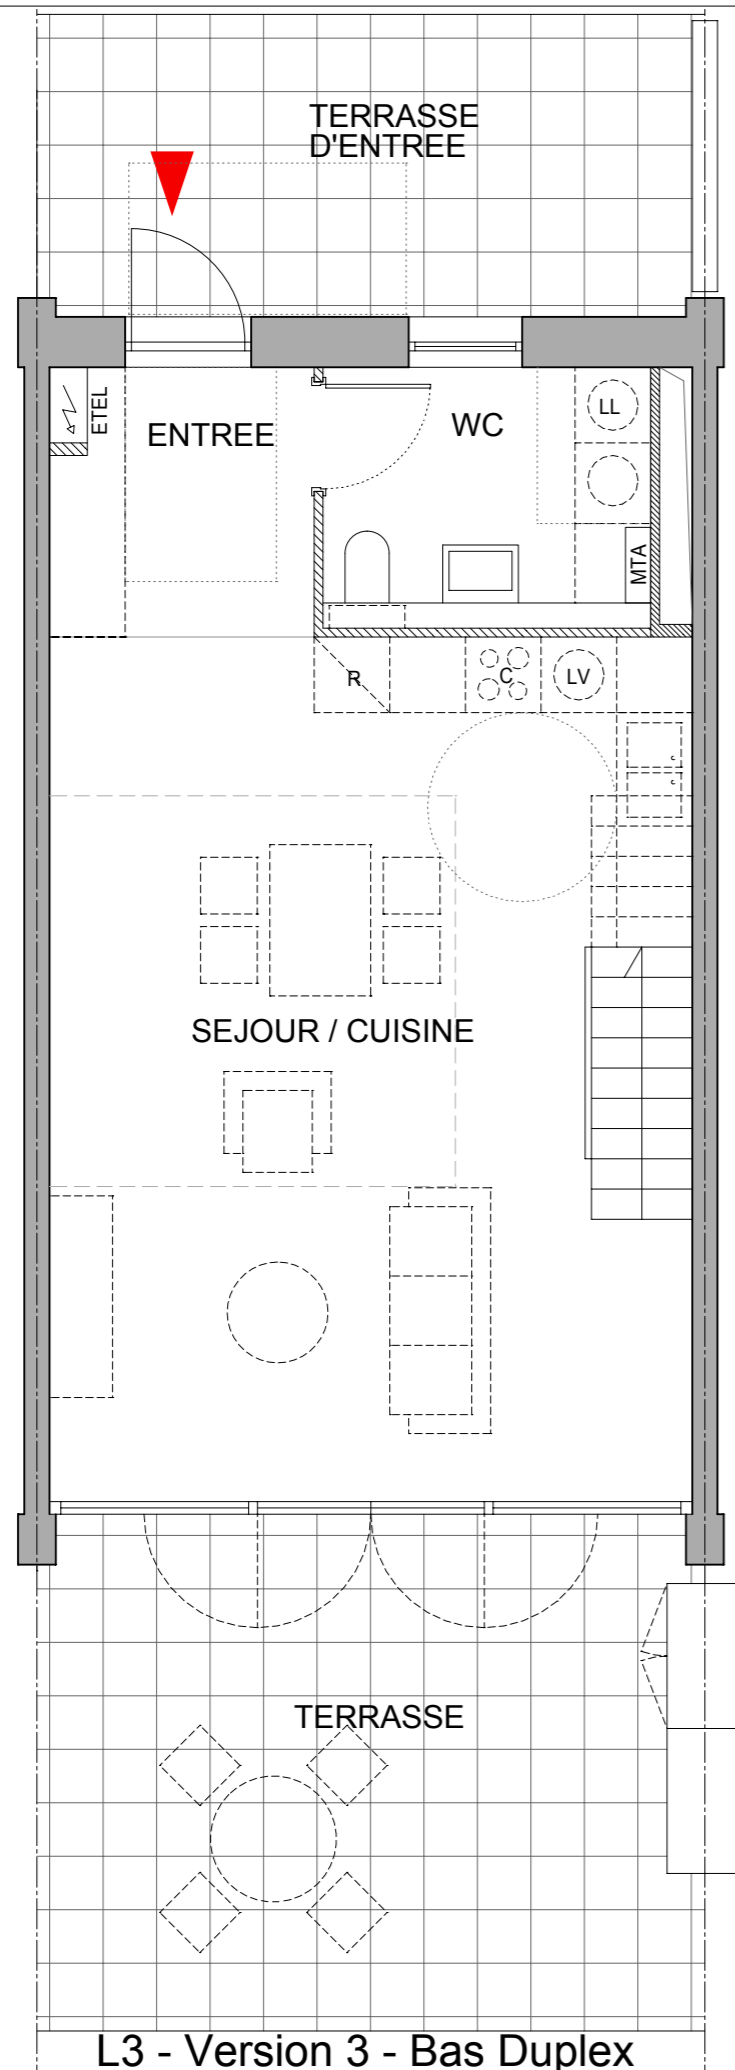 TERRASSE
D'ENTREE
ETEL
ENTREE
WC
LL
MTA
R
C
LV
SEJOUR / CUISINE
TERRASSE
L3 - Version 3 - Bas Duplex